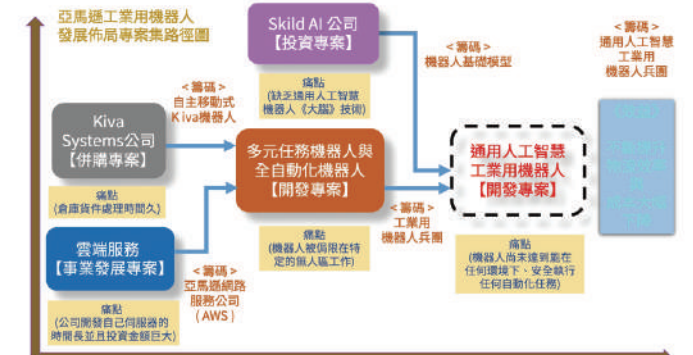 亞馬遜工業用機器人
發展佈局專案集路徑圖
Skild AI 公司
【投資專案】
痛點
(缺乏通用人工智慧
機器人《大腦》技術)
<籌碼>
機器人基礎模型
<籌碼>
通用人工智慧
工業用
機器人兵團
<籌碼>
自主移動式
Kiva機器人
Kiva
Systems公司
【併購專案】
痛點
(倉庫貨件處理時間久)
多元任務機器人與
全自動化機器人
【開發專案】
痛點
(機器人被侷限在特
定的無人區工作)
<籌碼>
工業用
機器人兵團
通用人工智慧
工業用機器人
【開發專案】
痛點
(機器人尚未達到能在
任何環境下、安全執行
任何自動化任務)
雲端服務
【事業發展專案】
痛點
(公司開發自己伺服器的
時間長並且投資金額巨大)
<籌碼>
亞馬遜網路
服務公司
(AWS)